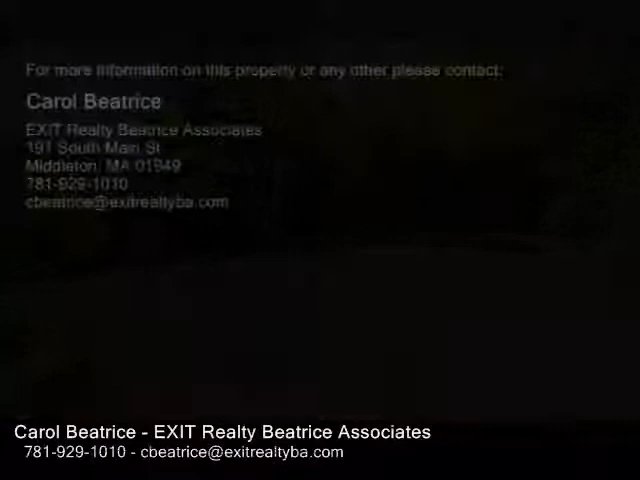 For more information on this property or any other please contact:
Carol Beatrice
EXIT Realty Beatrice Associates
191 South Main St
Middleton, MA 01949
781-929-1010
cbeatrice@exitrealtyba.com
Carol Beatrice - EXIT Realty Beatrice Associates
781-929-1010 - cbeatrice@exitrealtyba.com